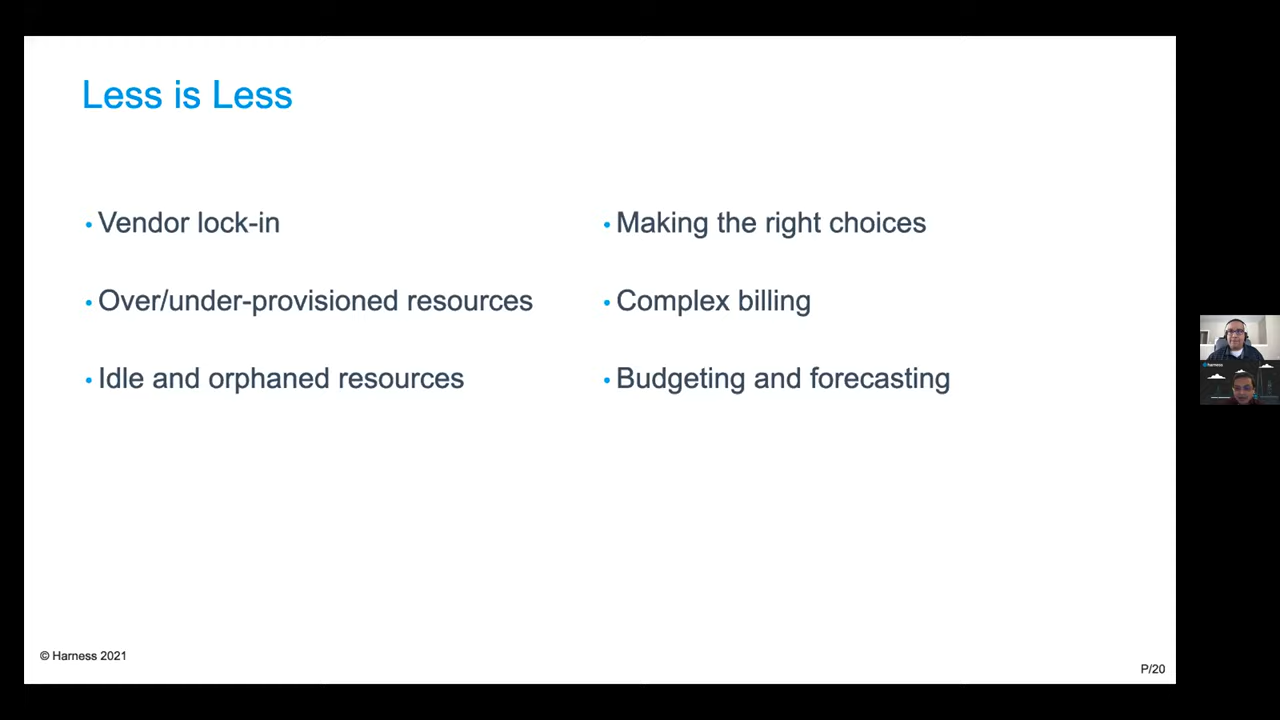 Less is Less
• Vendor lock-in
• Over/under-provisioned resources
• Idle and orphaned resources
• Making the right choices
• Complex billing
• Budgeting and forecasting
harness
© Harness 2021
P/20